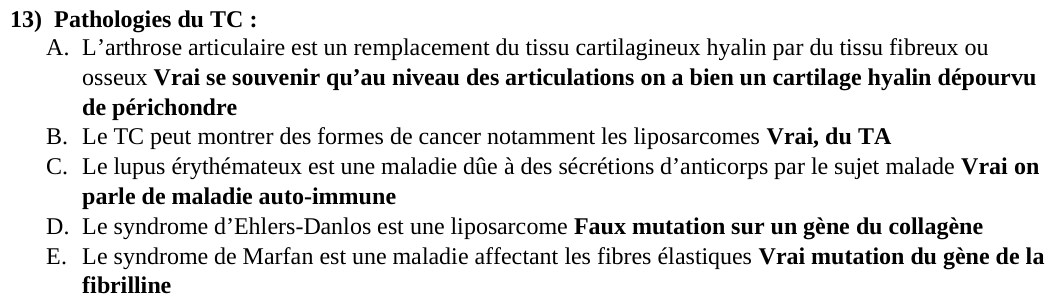 13) Pathologies du TC :
A. L’arthrose articulaire est un remplacement du tissu cartilagineux hyalin par du tissu fibreux ou
osseux Vrai se souvenir qu’au niveau des articulations on a bien un cartilage hyalin dépourvu
de périchondre
B. Le TC peut montrer des formes de cancer notamment les liposarcomes Vrai, du TA
C. Le lupus érythémateux est une maladie dûe à des sécrétions d’anticorps par le sujet malade Vrai on
parle de maladie auto-immune
D. Le syndrome d’Ehlers-Danlos est une liposarcome Faux mutation sur un gène du collagène
E. Le syndrome de Marfan est une maladie affectant les fibres élastiques Vrai mutation du gène de la
fibrilline